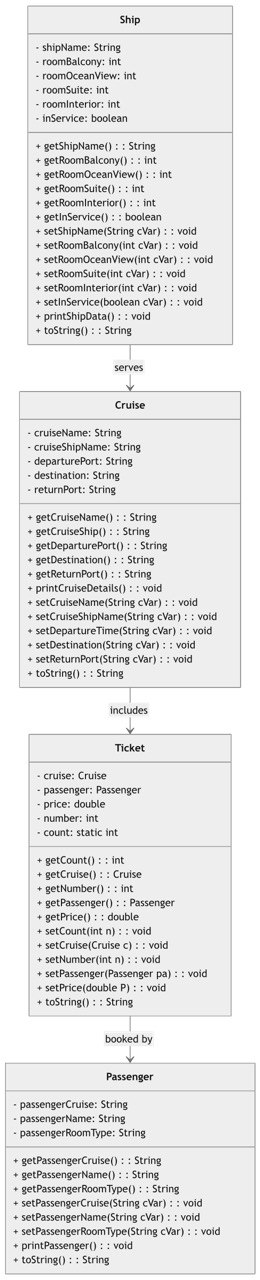 Ship
- shipName: String
- roomBalcony: int
- roomOceanView: int
- roomSuite: int
- roomInterior: int
- inService: boolean
+ getShipName() : : String
+ getRoomBalcony() : : int
+ getRoomOceanView() : : int
+ getRoomSuite() : : int
+ getRoomInterior() : : int
+ getInService() : : boolean
+ setShipName(String cVar) : : void
+ setRoomBalcony(int cVar) : : void
+ setRoomOceanView(int cVar) : : void
+ setRoomSuite(int cVar) : : void
+ setRoomInterior(int cVar) : : void
+ setInService(boolean cVar) : : void
+ printShipData() : : void
+ toString() : : String
serves
Cruise
- cruiseName: String
- cruiseShipName: String
- departurePort: String
- destination: String
- returnPort: String
+ getCruiseName() : : String
+ getCruiseShip() : : String
+ getDeparturePort() : : String
+ getDestination() : : String
+ getReturnPort() : : String
+ printCruiseDetails() : : void
+ setCruiseName(String cVar) : : void
+ setCruiseShipName(String cVar) : : void
+ setDepartureTime(String cVar) : : void
+ setDestination(String cVar) : : void
+ setReturnPort(String cVar) : : void
+ toString() : : String
includes
Ticket
- cruise: Cruise
- passenger: Passenger
- price: double
- number: int
- count: static int
+ getCount() : : int
+ getCruise() : : Cruise
+ getNumber() : : int
+ getPassenger() : : Passenger
+ getPrice() : : double
+ setCount(int n) : : void
+ setCruise(Cruise c) : : void
+ setNumber(int n) : : void
+ setPassenger(Passenger pa) : : void
+ setPrice(double P) : : void
+ toString() : : String
booked by
Passenger
- passengerCruise: String
- passengerName: String
- passengerRoomType: String
+ getPassengerCruise() : : String
+ getPassengerName() : : String
+ getPassengerRoomType() : : String
+ setPassengerCruise(String cVar) : : void
+ setPassengerName(String cVar) : : void
+ setPassengerRoomType(String cVar) : : void
+ printPassenger() : : void
+ toString() : : String